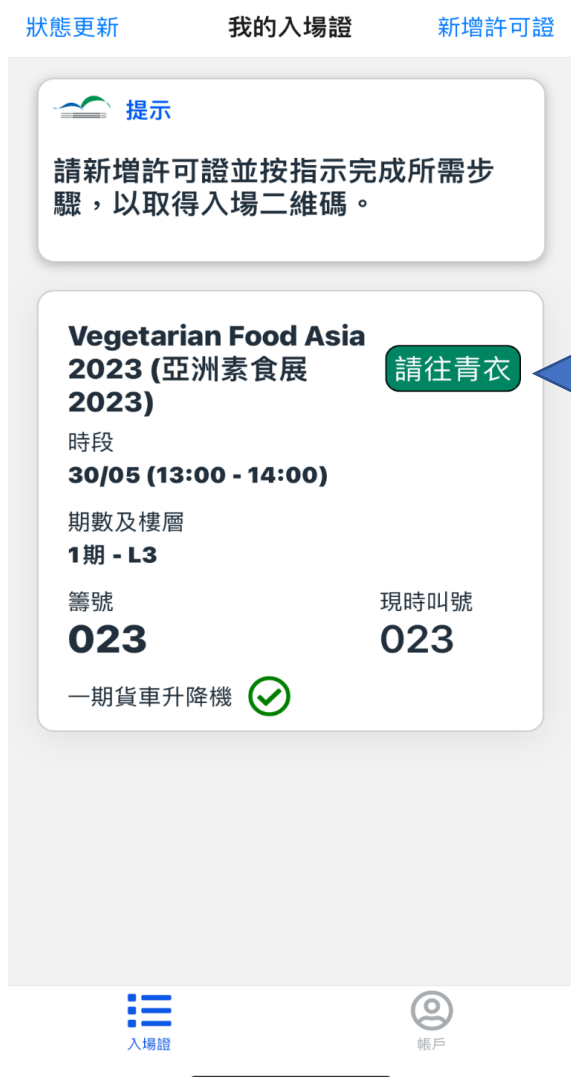 狀態更新 我的入場證 新增許可證
提示
請新增許可證並按指示完成所需步
驟，以取得入場二維碼。
Vegetarian Food Asia
2023 (亞洲素食展
2023)
請往青衣
時段
30/05 (13:00 - 14:00)
期數及樓層
1期 - L3
籌號 現時叫號
023 023
一期貨車升降機
入場證 帳戶